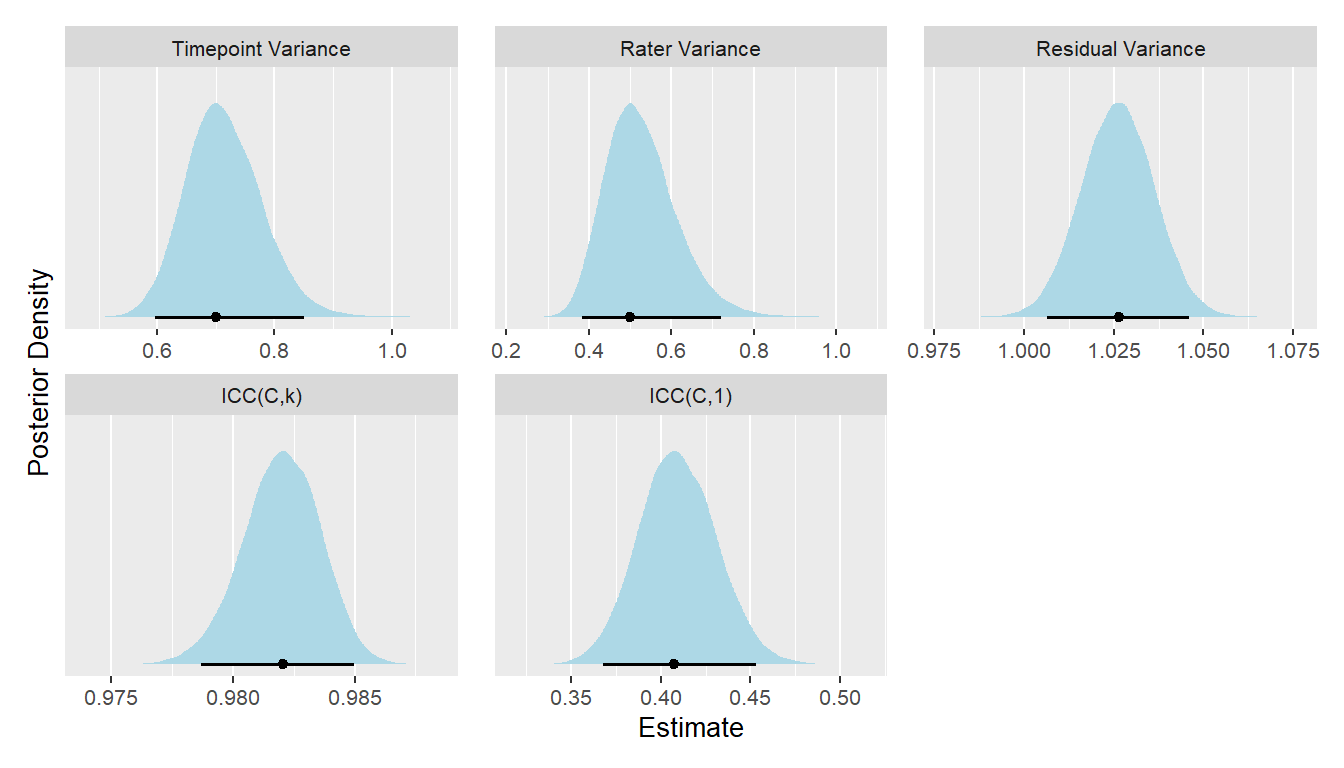 Timepoint Variance
Rater Variance
Residual Variance
0.6 0.8 1.0
0.2 0.4 0.6 0.8 1.0
0.975 1.000 1.025 1.050 1.075
Posterior Density
ICC(C,k)
ICC(C,1)
0.975 0.980 0.985
0.35 0.40 0.45 0.50
Estimate